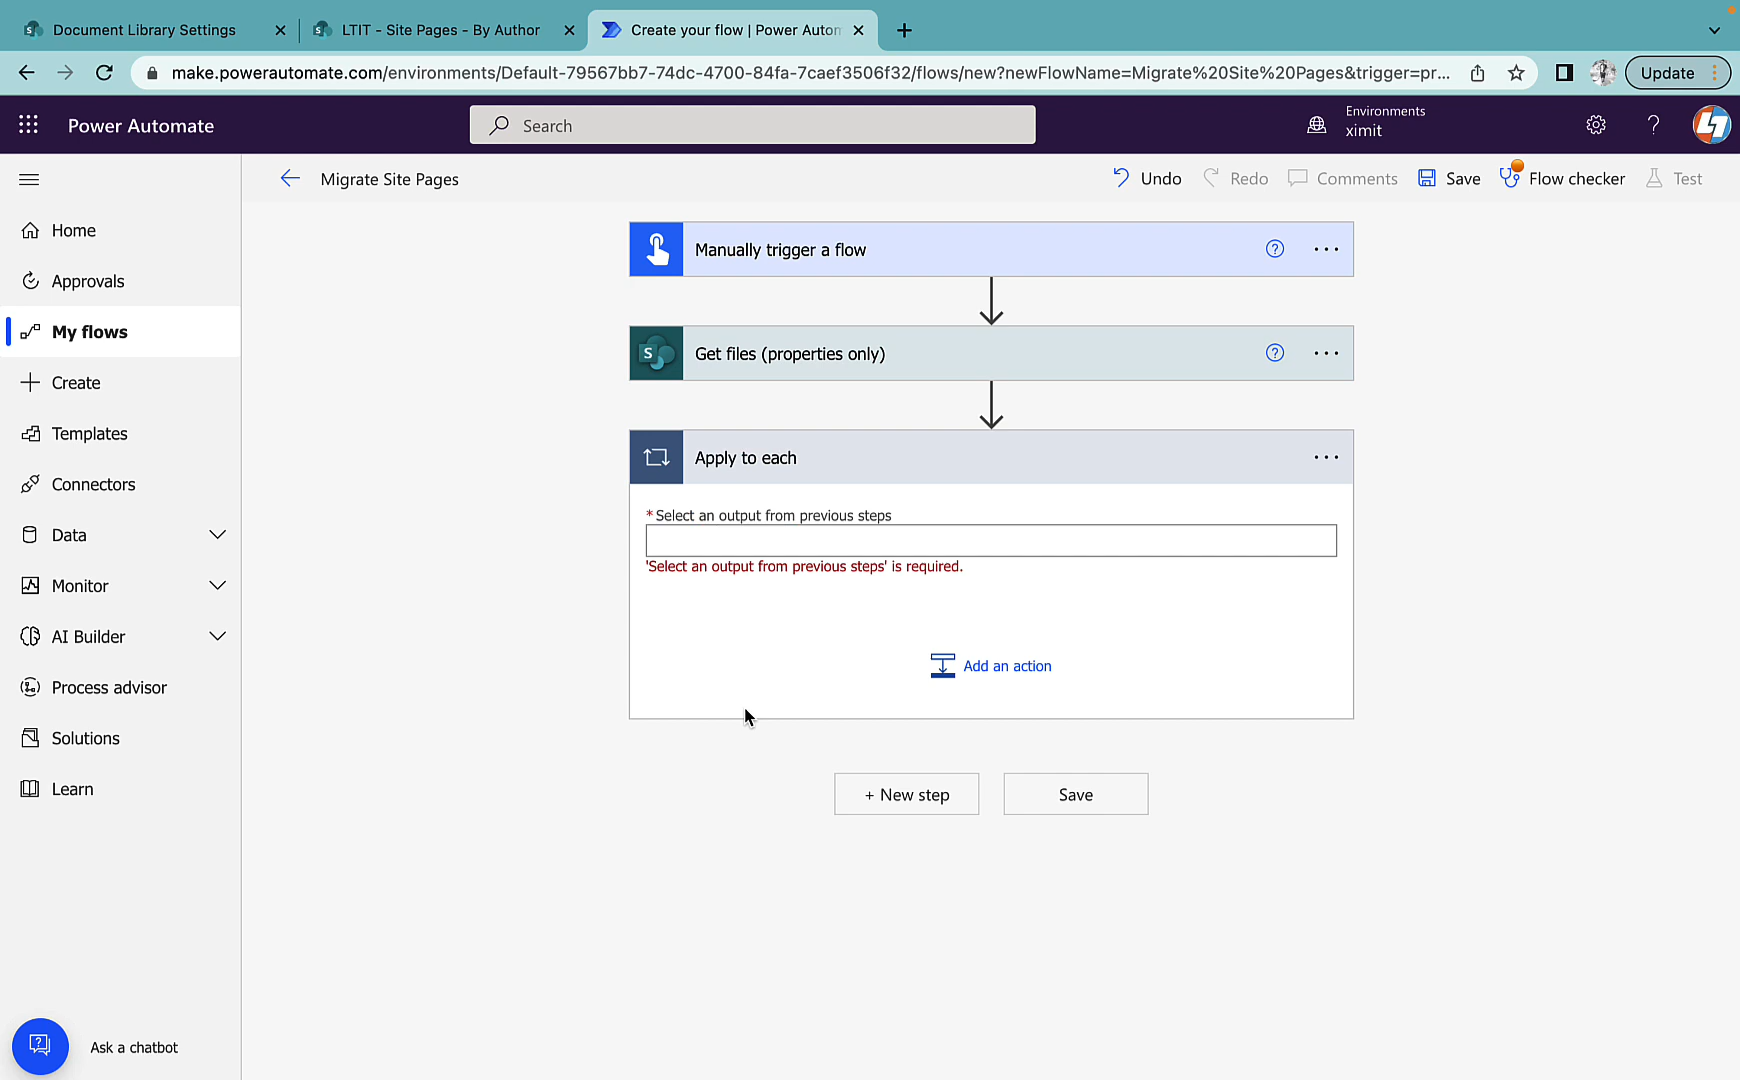 Document Library Settings
LTIT - Site Pages - By Author
Create your flow | Power Autom
make.powerautomate.com/environments/Default-79567bb7-74dc-4700-84fa-7caef3506f32/flows/new?newFlowName=Migrate%20Site%20Pages&trigger=pr...
Update
Power Automate
Search
Environments
ximit
Migrate Site Pages
Undo
Redo
Comments
Save
Flow checker
Test
Home
Approvals
My flows
Create
Templates
Connectors
Data
Monitor
AI Builder
Process advisor
Solutions
Learn
Ask a chatbot
Manually trigger a flow
S
Get files (properties only)
Apply to each
* Select an output from previous steps
'Select an output from previous steps' is required.
Add an action
+ New step
Save